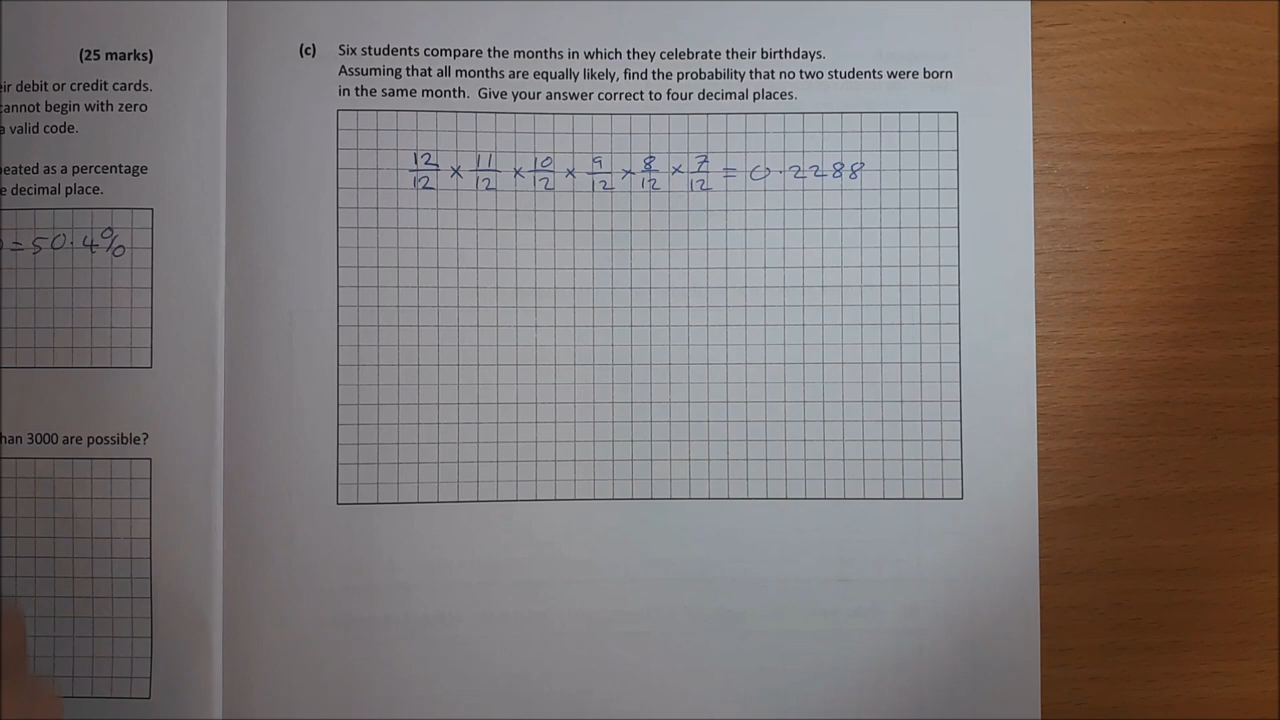 (25 marks)
eir debit or credit cards.
cannot begin with zero
a valid code.
peated as a percentage
e decimal place.
= 50.4%
han 3000 are possible?
(c) Six students compare the months in which they celebrate their birthdays.
Assuming that all months are equally likely, find the probability that no two students were born
in the same month. Give your answer correct to four decimal places.
12/12 × 11/12 × 10/12 × 9/12 × 8/12 × 7/12 = 0.2288